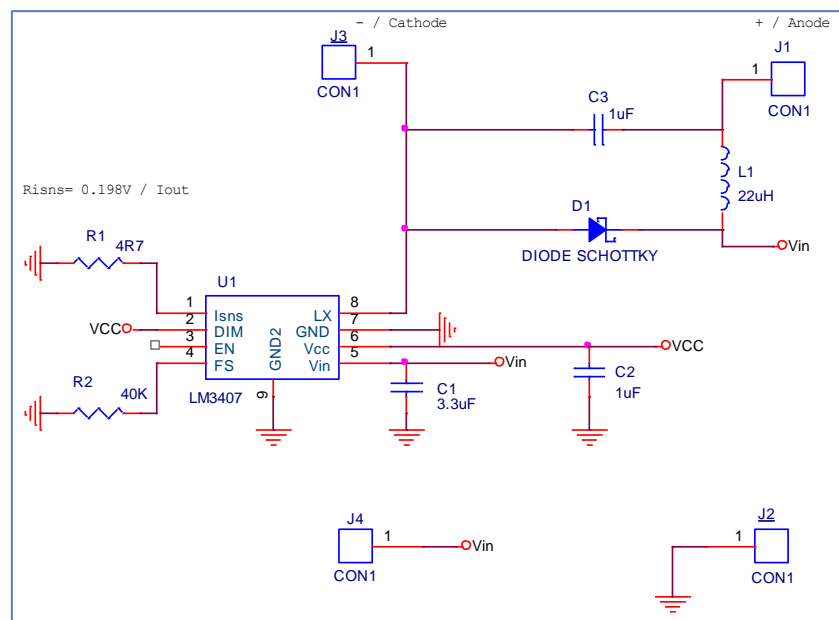 - / Cathode
+ / Anode
J3
1
CON1
J1
1
CON1
C3
1uF
L1
22uH
Risns= 0.198V / Iout
D1
DIODE SCHOTTKY
Vin
R1
4R7
U1
1
Isns
LX
8
VCC
2
DIM
GND
7
3
EN
Vcc
6
VCC
4
FS
Vin
5
Vin
GND2
9
LM3407
R2
40K
C1
3.3uF
C2
1uF
J4
1
Vin
CON1
J2
1
CON1